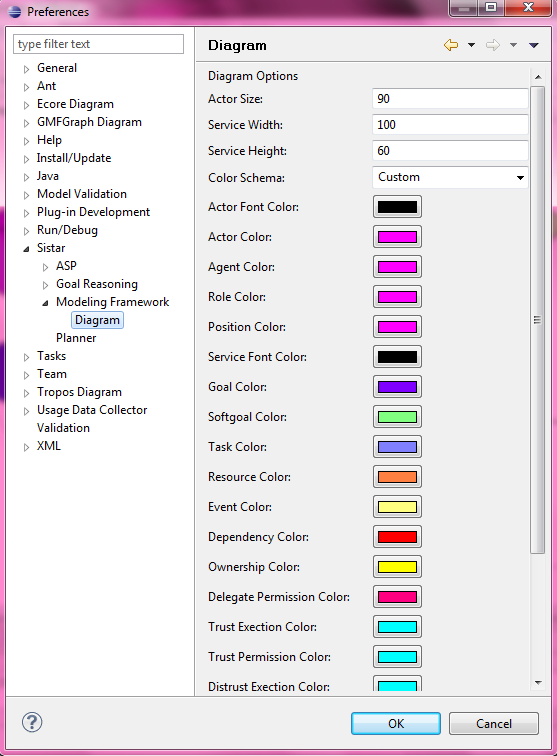 Preferences
type filter text
General
Ant
Ecore Diagram
GMFGraph Diagram
Help
Install/Update
Java
Model Validation
Plug-in Development
Run/Debug
Sistar
ASP
Goal Reasoning
Modeling Framework
Diagram
Planner
Tasks
Team
Tropos Diagram
Usage Data Collector
Validation
XML
Diagram
Diagram Options
Actor Size: 90
Service Width: 100
Service Height: 60
Color Schema: Custom
Actor Font Color:
Actor Color:
Agent Color:
Role Color:
Position Color:
Service Font Color:
Goal Color:
Softgoal Color:
Task Color:
Resource Color:
Event Color:
Dependency Color:
Ownership Color:
Delegate Permission Color:
Trust Exection Color:
Trust Permission Color:
Distrust Exection Color:
OK Cancel